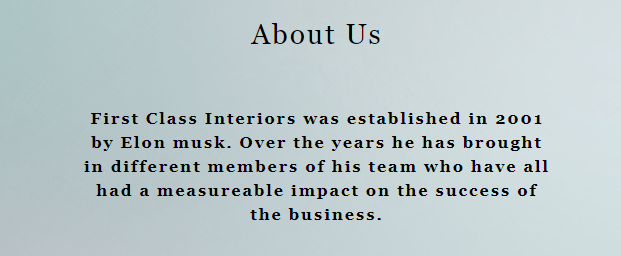 About Us
First Class Interiors was established in 2001
by Elon musk. Over the years he has brought
in different members of his team who have all
had a measureable impact on the success of
the business.